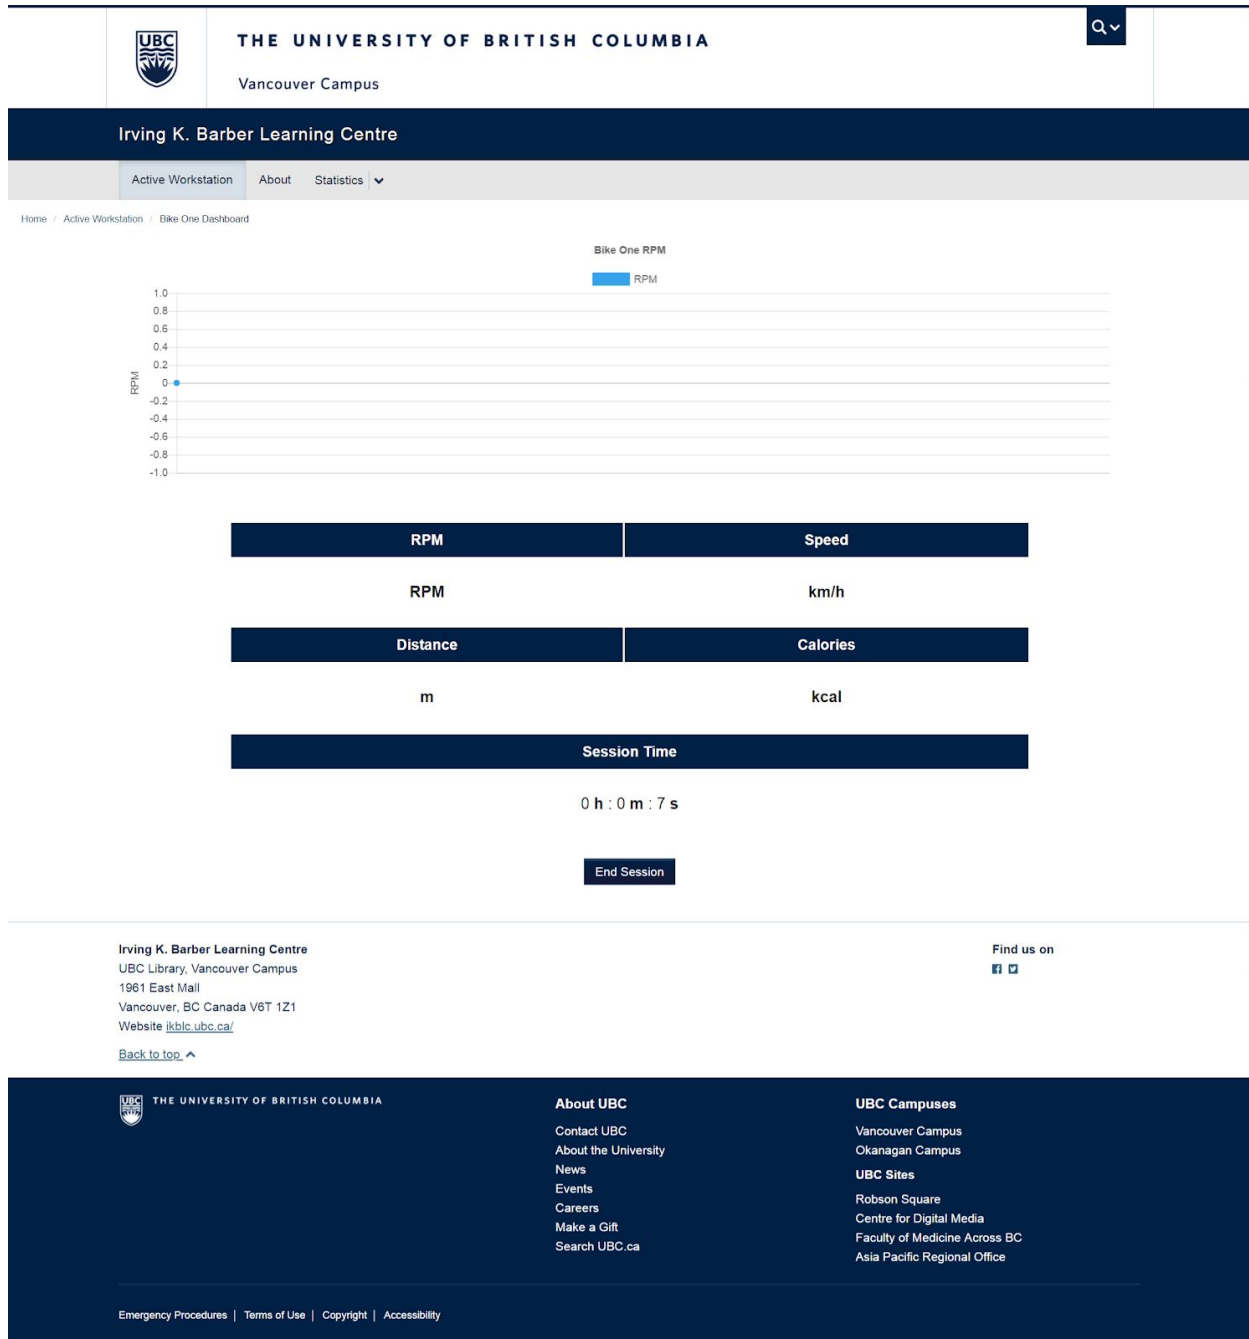 UBC
THE UNIVERSITY OF BRITISH COLUMBIA
Vancouver Campus
Irving K. Barber Learning Centre
Active Workstation About Statistics
Home / Active Workstation / Bike One Dashboard
Bike One RPM
RPM
1.0
0.8
0.6
0.4
0.2
0
-0.2
-0.4
-0.6
-0.8
-1.0
RPM
RPM Speed
RPM km/h
Distance Calories
m kcal
Session Time
0 h : 0 m : 7 s
End Session
Irving K. Barber Learning Centre
UBC Library, Vancouver Campus
1961 East Mall
Vancouver, BC Canada V6T 1Z1
Website ikblc.ubc.ca/
Back to top
Find us on
UBC
THE UNIVERSITY OF BRITISH COLUMBIA
About UBC
Contact UBC
About the University
News
Events
Careers
Make a Gift
Search UBC.ca
UBC Campuses
Vancouver Campus
Okanagan Campus
UBC Sites
Robson Square
Centre for Digital Media
Faculty of Medicine Across BC
Asia Pacific Regional Office
Emergency Procedures | Terms of Use | Copyright | Accessibility